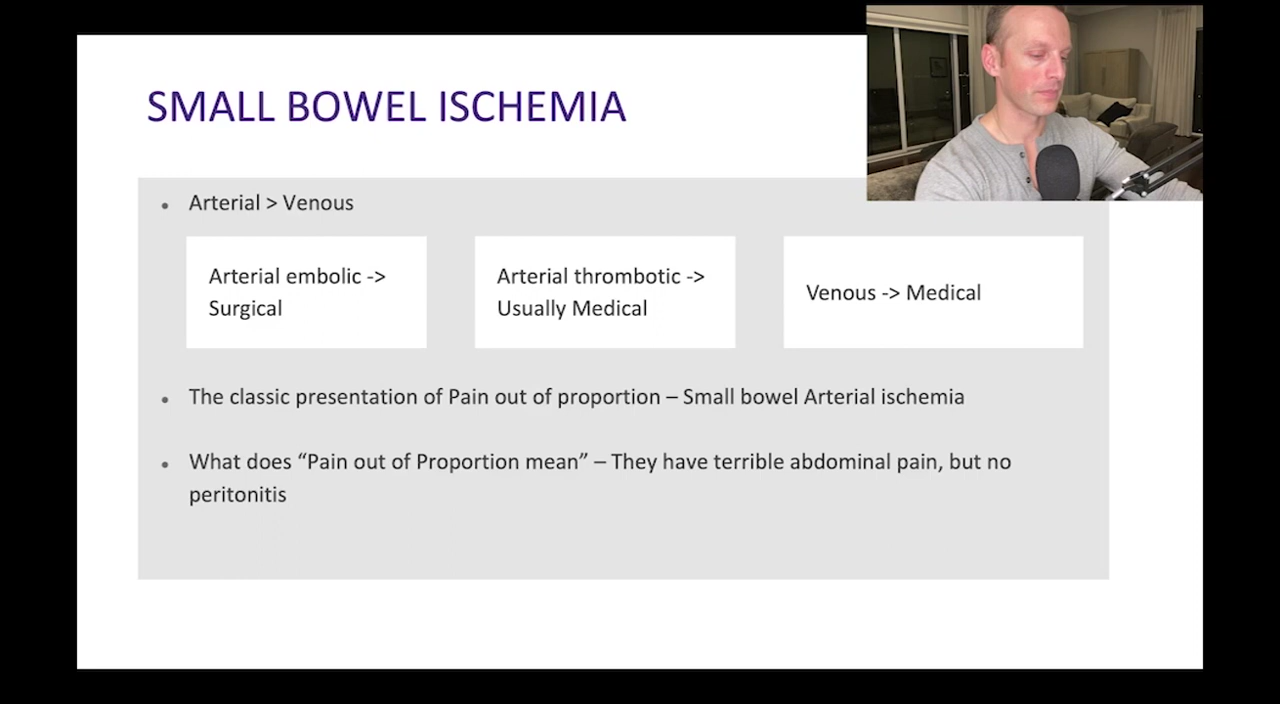 SMALL BOWEL ISCHEMIA
• Arterial > Venous
Arterial embolic ->
Surgical
Arterial thrombotic ->
Usually Medical
Venous -> Medical
• The classic presentation of Pain out of proportion – Small bowel Arterial ischemia
• What does “Pain out of Proportion mean” – They have terrible abdominal pain, but no
peritonitis